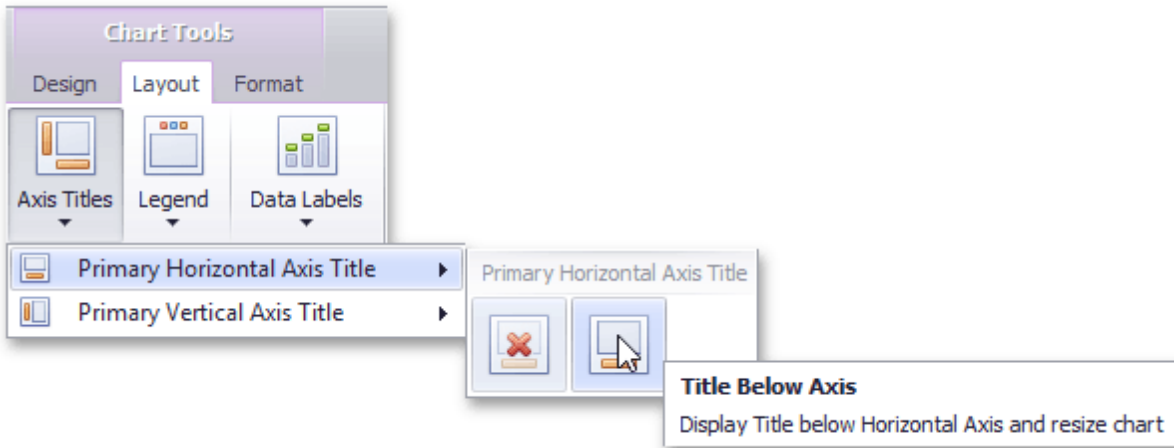 Chart Tools
Design Layout Format
Axis Titles Legend Data Labels
Primary Horizontal Axis Title
Primary Vertical Axis Title
Primary Horizontal Axis Title
Title Below Axis
Display Title below Horizontal Axis and resize chart